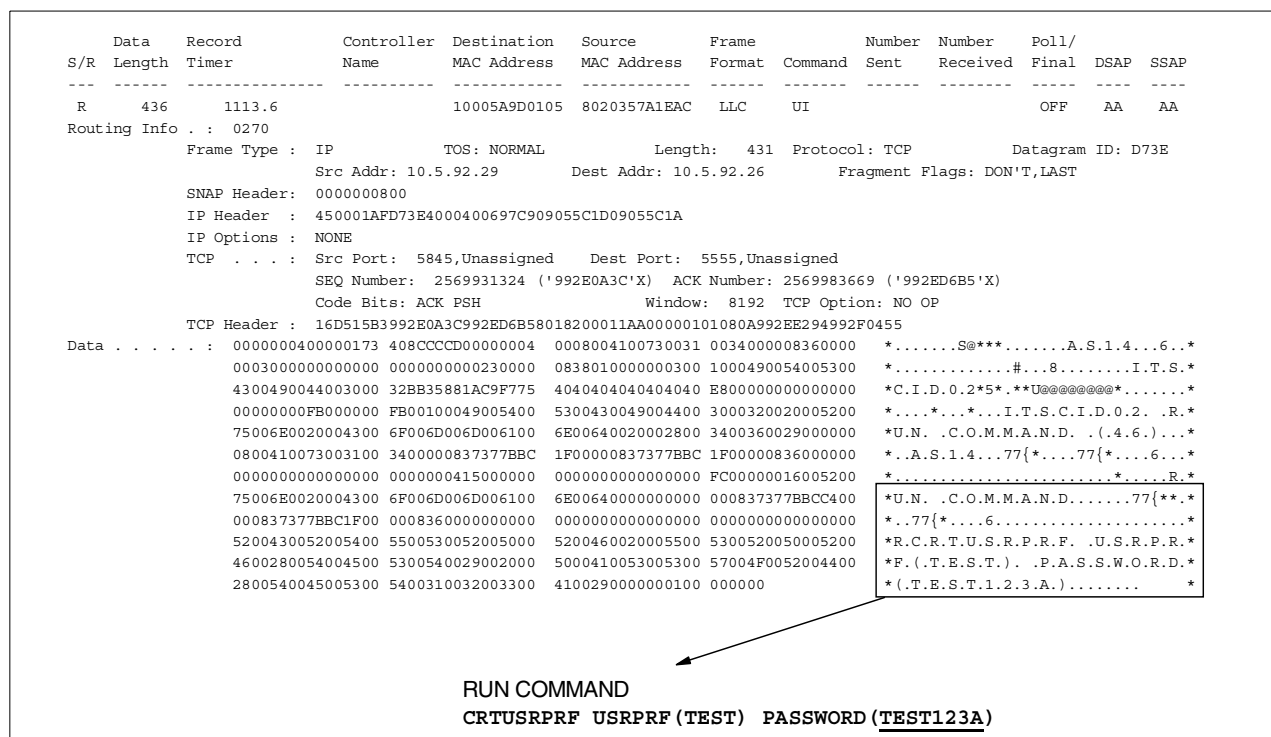 Data Record Controller Destination Source Frame Number Number Poll/
S/R Length Timer Name MAC Address MAC Address Format Command Sent Received Final DSAP SSAP
--- ------ --------------- ---------- ------------ ------------ ------ ------- ------ -------- ----- ---- ----
R 436 1113.6 10005A9D0105 8020357A1EAC LLC UI OFF AA AA
Routing Info . : 0270
Frame Type : IP TOS: NORMAL Length: 431 Protocol: TCP Datagram ID: D73E
Src Addr: 10.5.92.29 Dest Addr: 10.5.92.26 Fragment Flags: DON'T,LAST
SNAP Header: 0000000800
IP Header : 450001AFD73E4000400697C909055C1D09055C1A
IP Options : NONE
TCP . . . : Src Port: 5845,Unassigned Dest Port: 5555,Unassigned
SEQ Number: 2569931324 ('992E0A3C'X) ACK Number: 2569983669 ('992ED6B5'X)
Code Bits: ACK PSH Window: 8192 TCP Option: NO OP
TCP Header : 16D515B3992E0A3C992ED6B58018200011AA00000101080A992EE294992F0455
Data . . . . . : 0000000400000173 408CCCCD00000004 0008004100730031 0034000008360000 *.......S@***.......A.S.1.4...6..*
0003000000000000 0000000000230000 0838010000000300 1000490054005300 *.............#...8........I.T.S.*
4300490044003000 32BB35881AC9F775 4040404040404040 E800000000000000 *C.I.D.0.2*5*.**U@@@@@@@@*.......*
00000000FB000000 FB00100049005400 5300430049004400 3000320020005200 *....*...*...I.T.S.C.I.D.0.2. .R.*
75006E0020004300 6F006D006D006100 6E00640020002800 3400360029000000 *U.N. .C.O.M.M.A.N.D. .(.4.6.)...*
0800410073003100 34000000837377BBC 1F00000837377BBC 1F00000836000000 *..A.S.1.4...77{*....77{*....6...*
0000000000000000 0000000415000000 0000000000000000 FC00000016005200 *........................*.....R.*
75006E0020004300 6F006D006D006100 6E00640000000000 000837377BBCC400 *U.N. .C.O.M.M.A.N.D.......77{**.*
000837377BBC1F00 0008360000000000 0000000000000000 0000000000000000 *..77{*....6.....................*
5200430052005400 5500530052005000 5200460020005500 5300520050005200 *R.C.R.T.U.S.R.P.R.F. .U.S.R.P.R.*
4600280054004500 5300540029002000 5000410053005300 57004F0052004400 *F.(.T.E.S.T.). .P.A.S.S.W.O.R.D.*
2800540045005300 5400310032003300 4100290000000100 000000 *(.T.E.S.T.1.2.3.A.)........ *
RUN COMMAND
CRTUSRPRF USRPRF(TEST) PASSWORD(TEST123A)